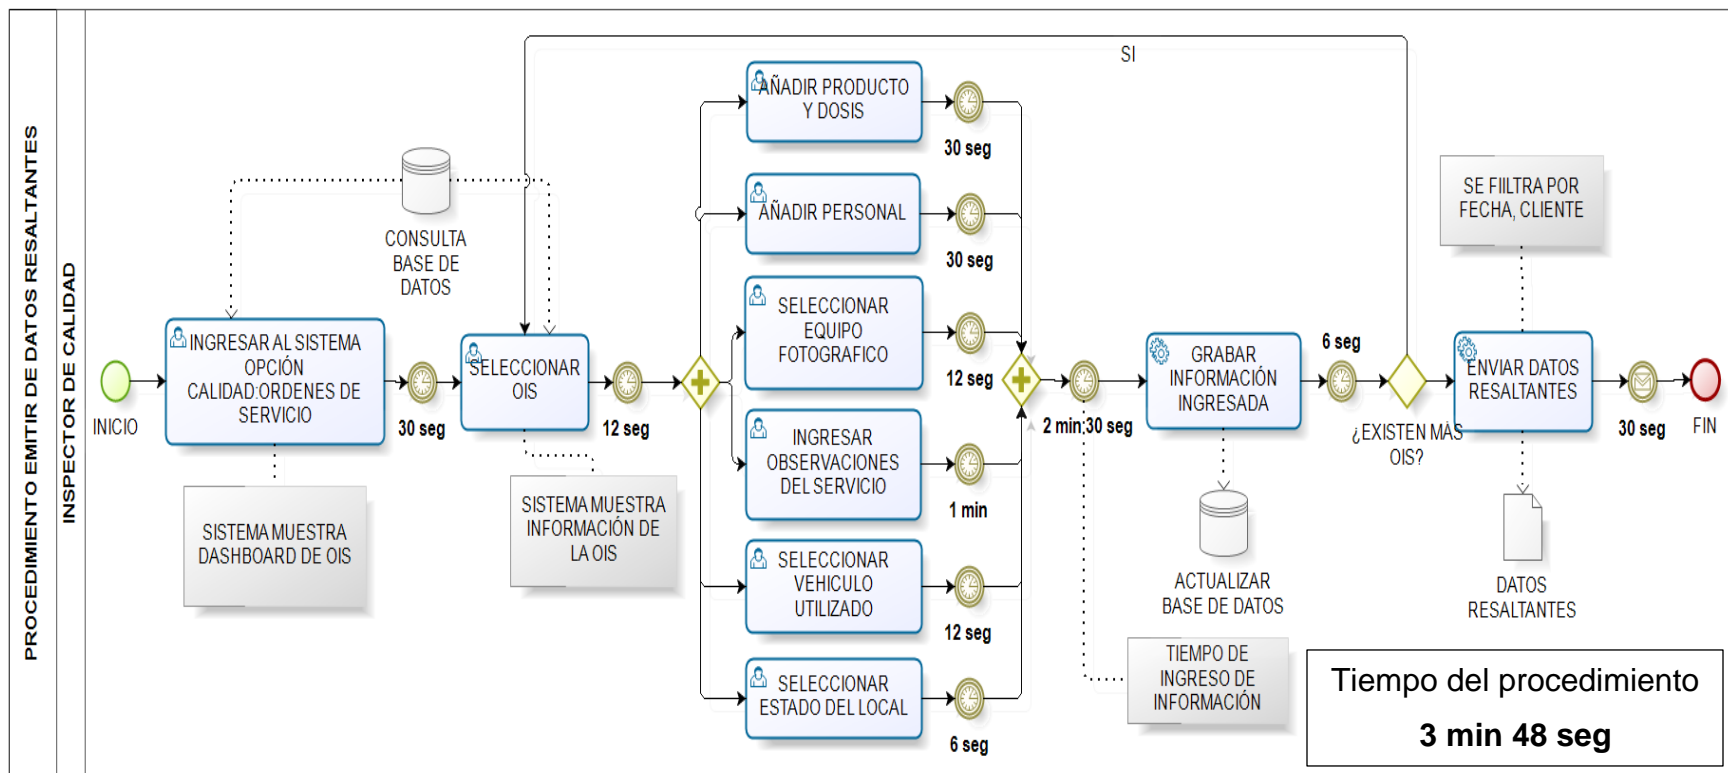 PROCEDIMIENTO EMITIR DE DATOS RESALTANTES
INSPECTOR DE CALIDAD
INICIO
INGRESAR AL SISTEMA
OPCIÓN
CALIDAD:ORDENES DE
SERVICIO
30 seg
SISTEMA MUESTRA
DASHBOARD DE OIS
CONSULTA
BASE DE
DATOS
SELECCIONAR
OIS
12 seg
SISTEMA MUESTRA
INFORMACIÓN DE
LA OIS
AÑADIR PRODUCTO
Y DOSIS
30 seg
AÑADIR PERSONAL
30 seg
SELECCIONAR
EQUIPO
FOTOGRAFICO
12 seg
INGRESAR
OBSERVACIONES
DEL SERVICIO
1 min
SELECCIONAR
VEHICULO
UTILIZADO
12 seg
SELECCIONAR
ESTADO DEL LOCAL
6 seg
SI
2 min:30 seg
GRABAR
INFORMACIÓN
INGRESADA
6 seg
ACTUALIZAR
BASE DE DATOS
TIEMPO DE
INGRESO DE
INFORMACIÓN
¿EXISTEN MÀS
OIS?
SE FIILTRA POR
FECHA, CLIENTE
ENVIAR DATOS
RESALTANTES
30 seg
FIN
DATOS
RESALTANTES
Tiempo del procedimiento
3 min 48 seg